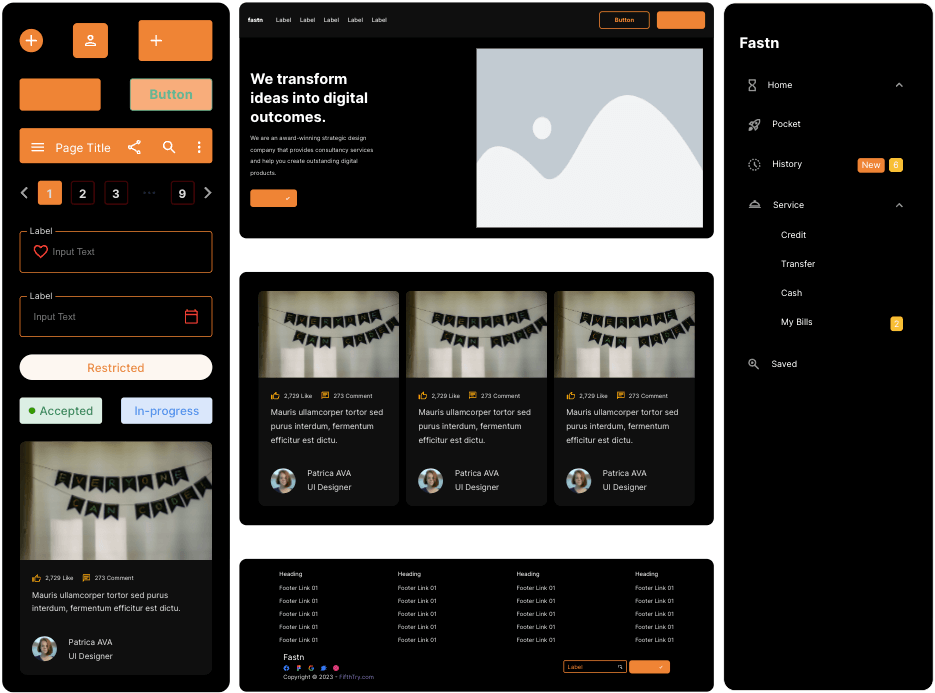 Button
Page Title
1 2 3 ... 9
Label
Input Text
Label
Input Text
Restricted
Accepted
In-progress
EVERYONE
CAN CODE
2,729 Like 273 Comment
Mauris ullamcorper tortor sed purus
interdum, fermentum efficitur est dictu.
Patrica AVA
UI Designer
fastn Label Label Label Label Label Button
We transform
ideas into digital
outcomes.
We are an award-winning strategic design
company that provides consultancy services
and help you create outstanding digital
products.
2,729 Like 273 Comment
Mauris ullamcorper tortor sed
purus interdum, fermentum
efficitur est dictu.
Patrica AVA
UI Designer
2,729 Like 273 Comment
Mauris ullamcorper tortor sed
purus interdum, fermentum
efficitur est dictu.
Patrica AVA
UI Designer
2,729 Like 273 Comment
Mauris ullamcorper tortor sed
purus interdum, fermentum
efficitur est dictu.
Patrica AVA
UI Designer
Heading Heading Heading Heading
Footer Link 01 Footer Link 01 Footer Link 01 Footer Link 01
Footer Link 01 Footer Link 01 Footer Link 01 Footer Link 01
Footer Link 01 Footer Link 01 Footer Link 01 Footer Link 01
Footer Link 01 Footer Link 01 Footer Link 01 Footer Link 01
Footer Link 01 Footer Link 01 Footer Link 01 Footer Link 01
Fastn
Label
Copyright © 2023 - FifthTry.com
Fastn
Home
Pocket
History New 6
Service
Credit
Transfer
Cash
My Bills 2
Saved